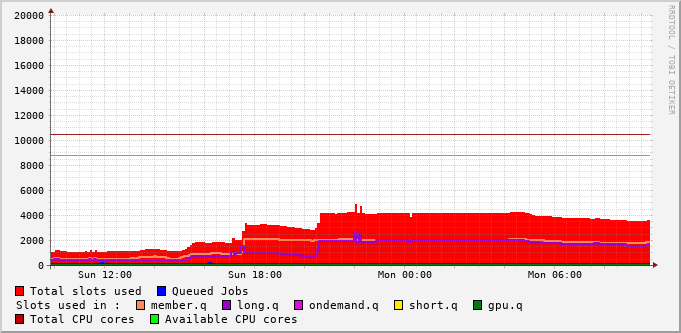 RRDTOOL / TOBI OETIKER
20000
18000
16000
14000
12000
10000
8000
6000
4000
2000
0
Sun 12:00 Sun 18:00 Mon 00:00 Mon 06:00
Total slots used Queued Jobs
Slots used in : member.q long.q ondemand.q short.q gpu.q
Total CPU cores Available CPU cores